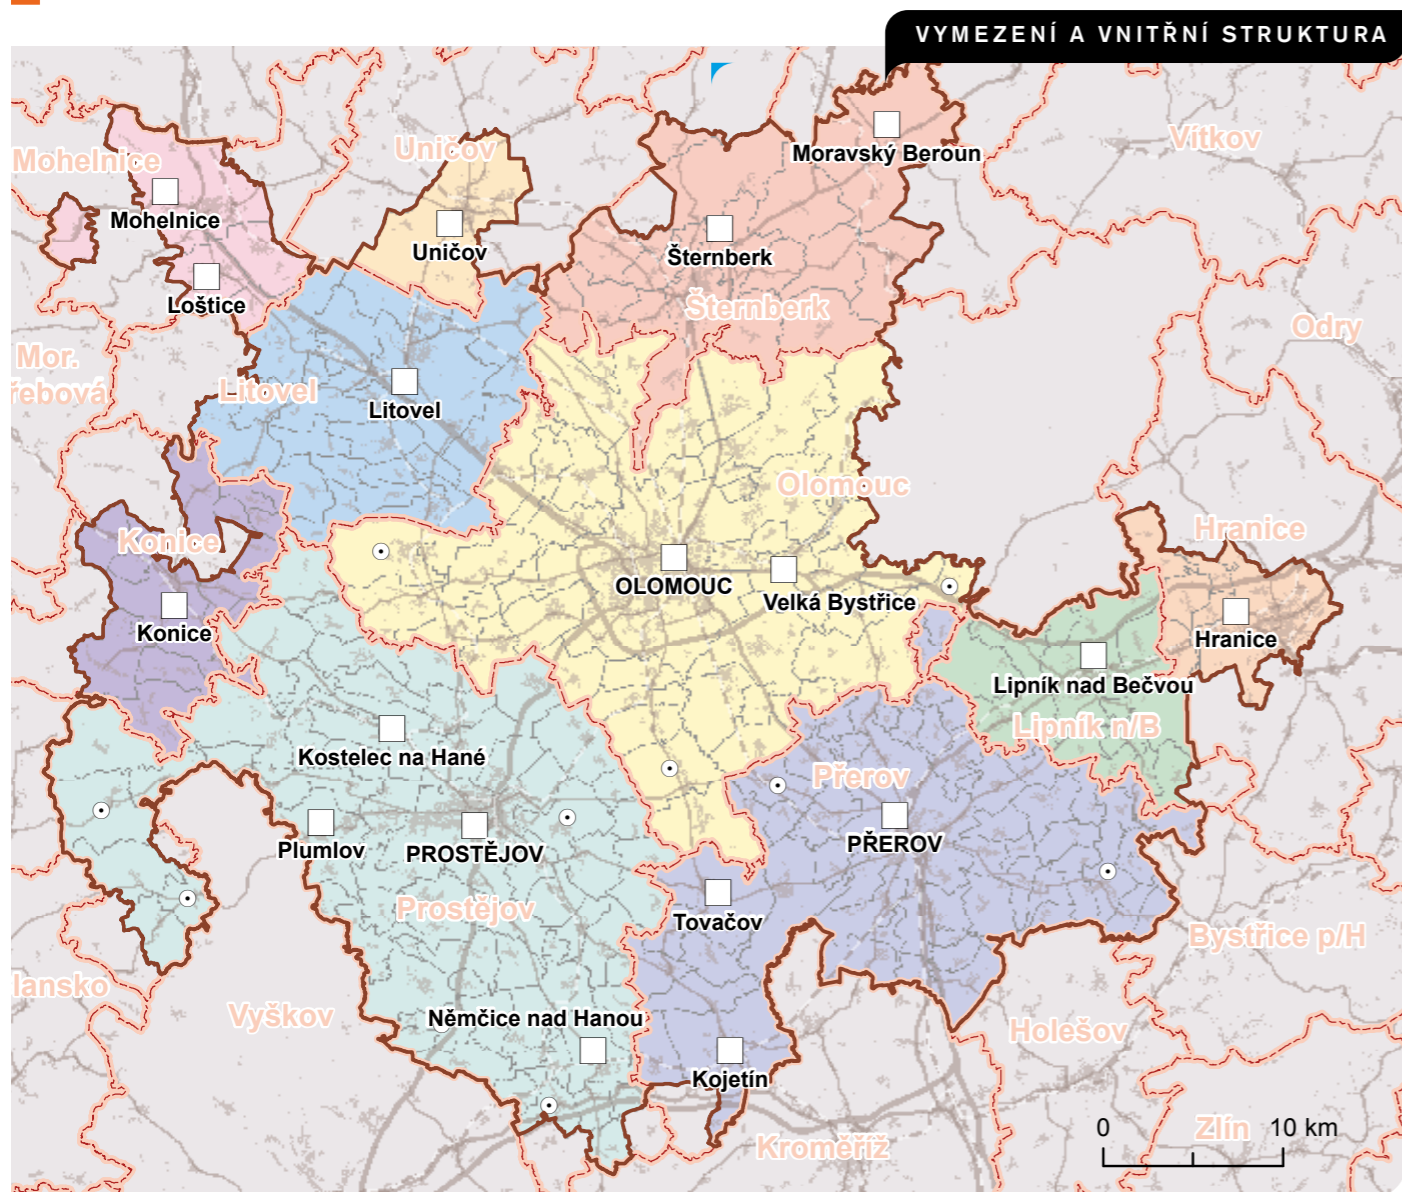 VYMEZENÍ A VNITŘNÍ STRUKTURA
Moravský Beroun
Vítkov
Uničov
Mohelnice
Mohelnice
Uničov
Šternberk
Loštice
Šternberk
Odry
Mor.
řebová
Litovel
Litovel
Olomouc
Hranice
Konice
OLOMOUC
Velká Bystřice
Konice
Hranice
Lipník nad Bečvou
Lipník n/B
Kostelec na Hané
Přerov
Plumlov
PROSTĚJOV
PŘEROV
Prostějov
Tovačov
Bystřice p/H
lansko
Vyškov
Němčice nad Hanou
Holešov
Kojetín
Kroměříž
Zlín
0 10 km